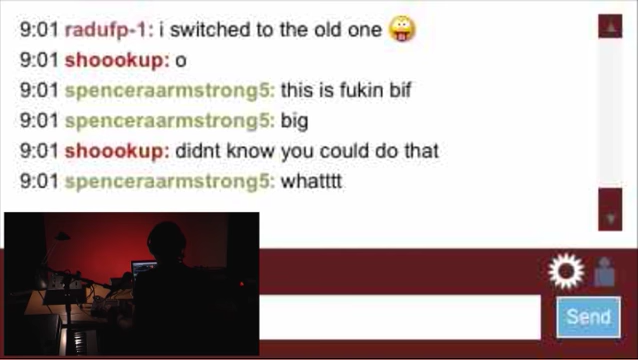 9:01 radufp-1: i switched to the old one
9:01 shoookup: o
9:01 spenceraarmstrong5: this is fukin bif
9:01 spenceraarmstrong5: big
9:01 shoookup: didnt know you could do that
9:01 spenceraarmstrong5: whatttt
Send